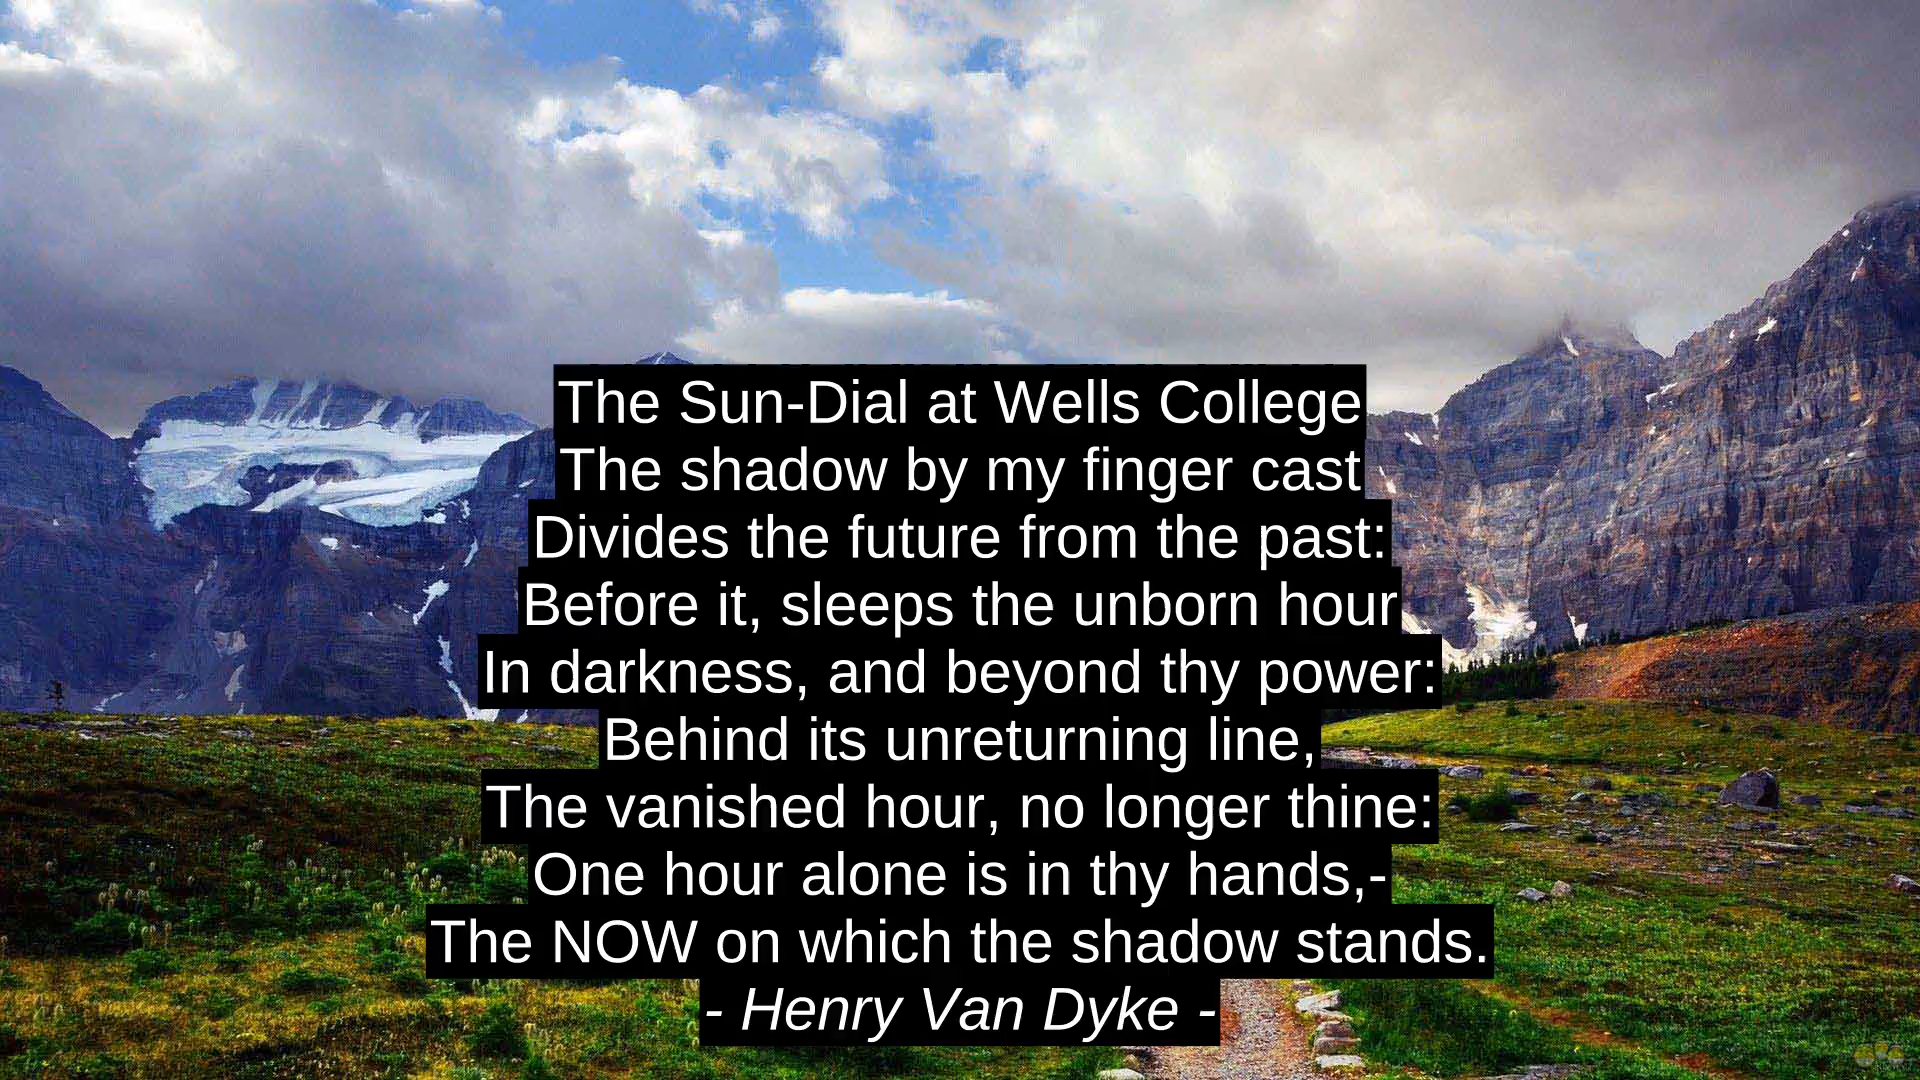 The Sun-Dial at Wells College
The shadow by my finger cast
Divides the future from the past:
Before it, sleeps the unborn hour
In darkness, and beyond thy power:
Behind its unreturning line,
The vanished hour, no longer thine:
One hour alone is in thy hands,-
The NOW on which the shadow stands.
- Henry Van Dyke -